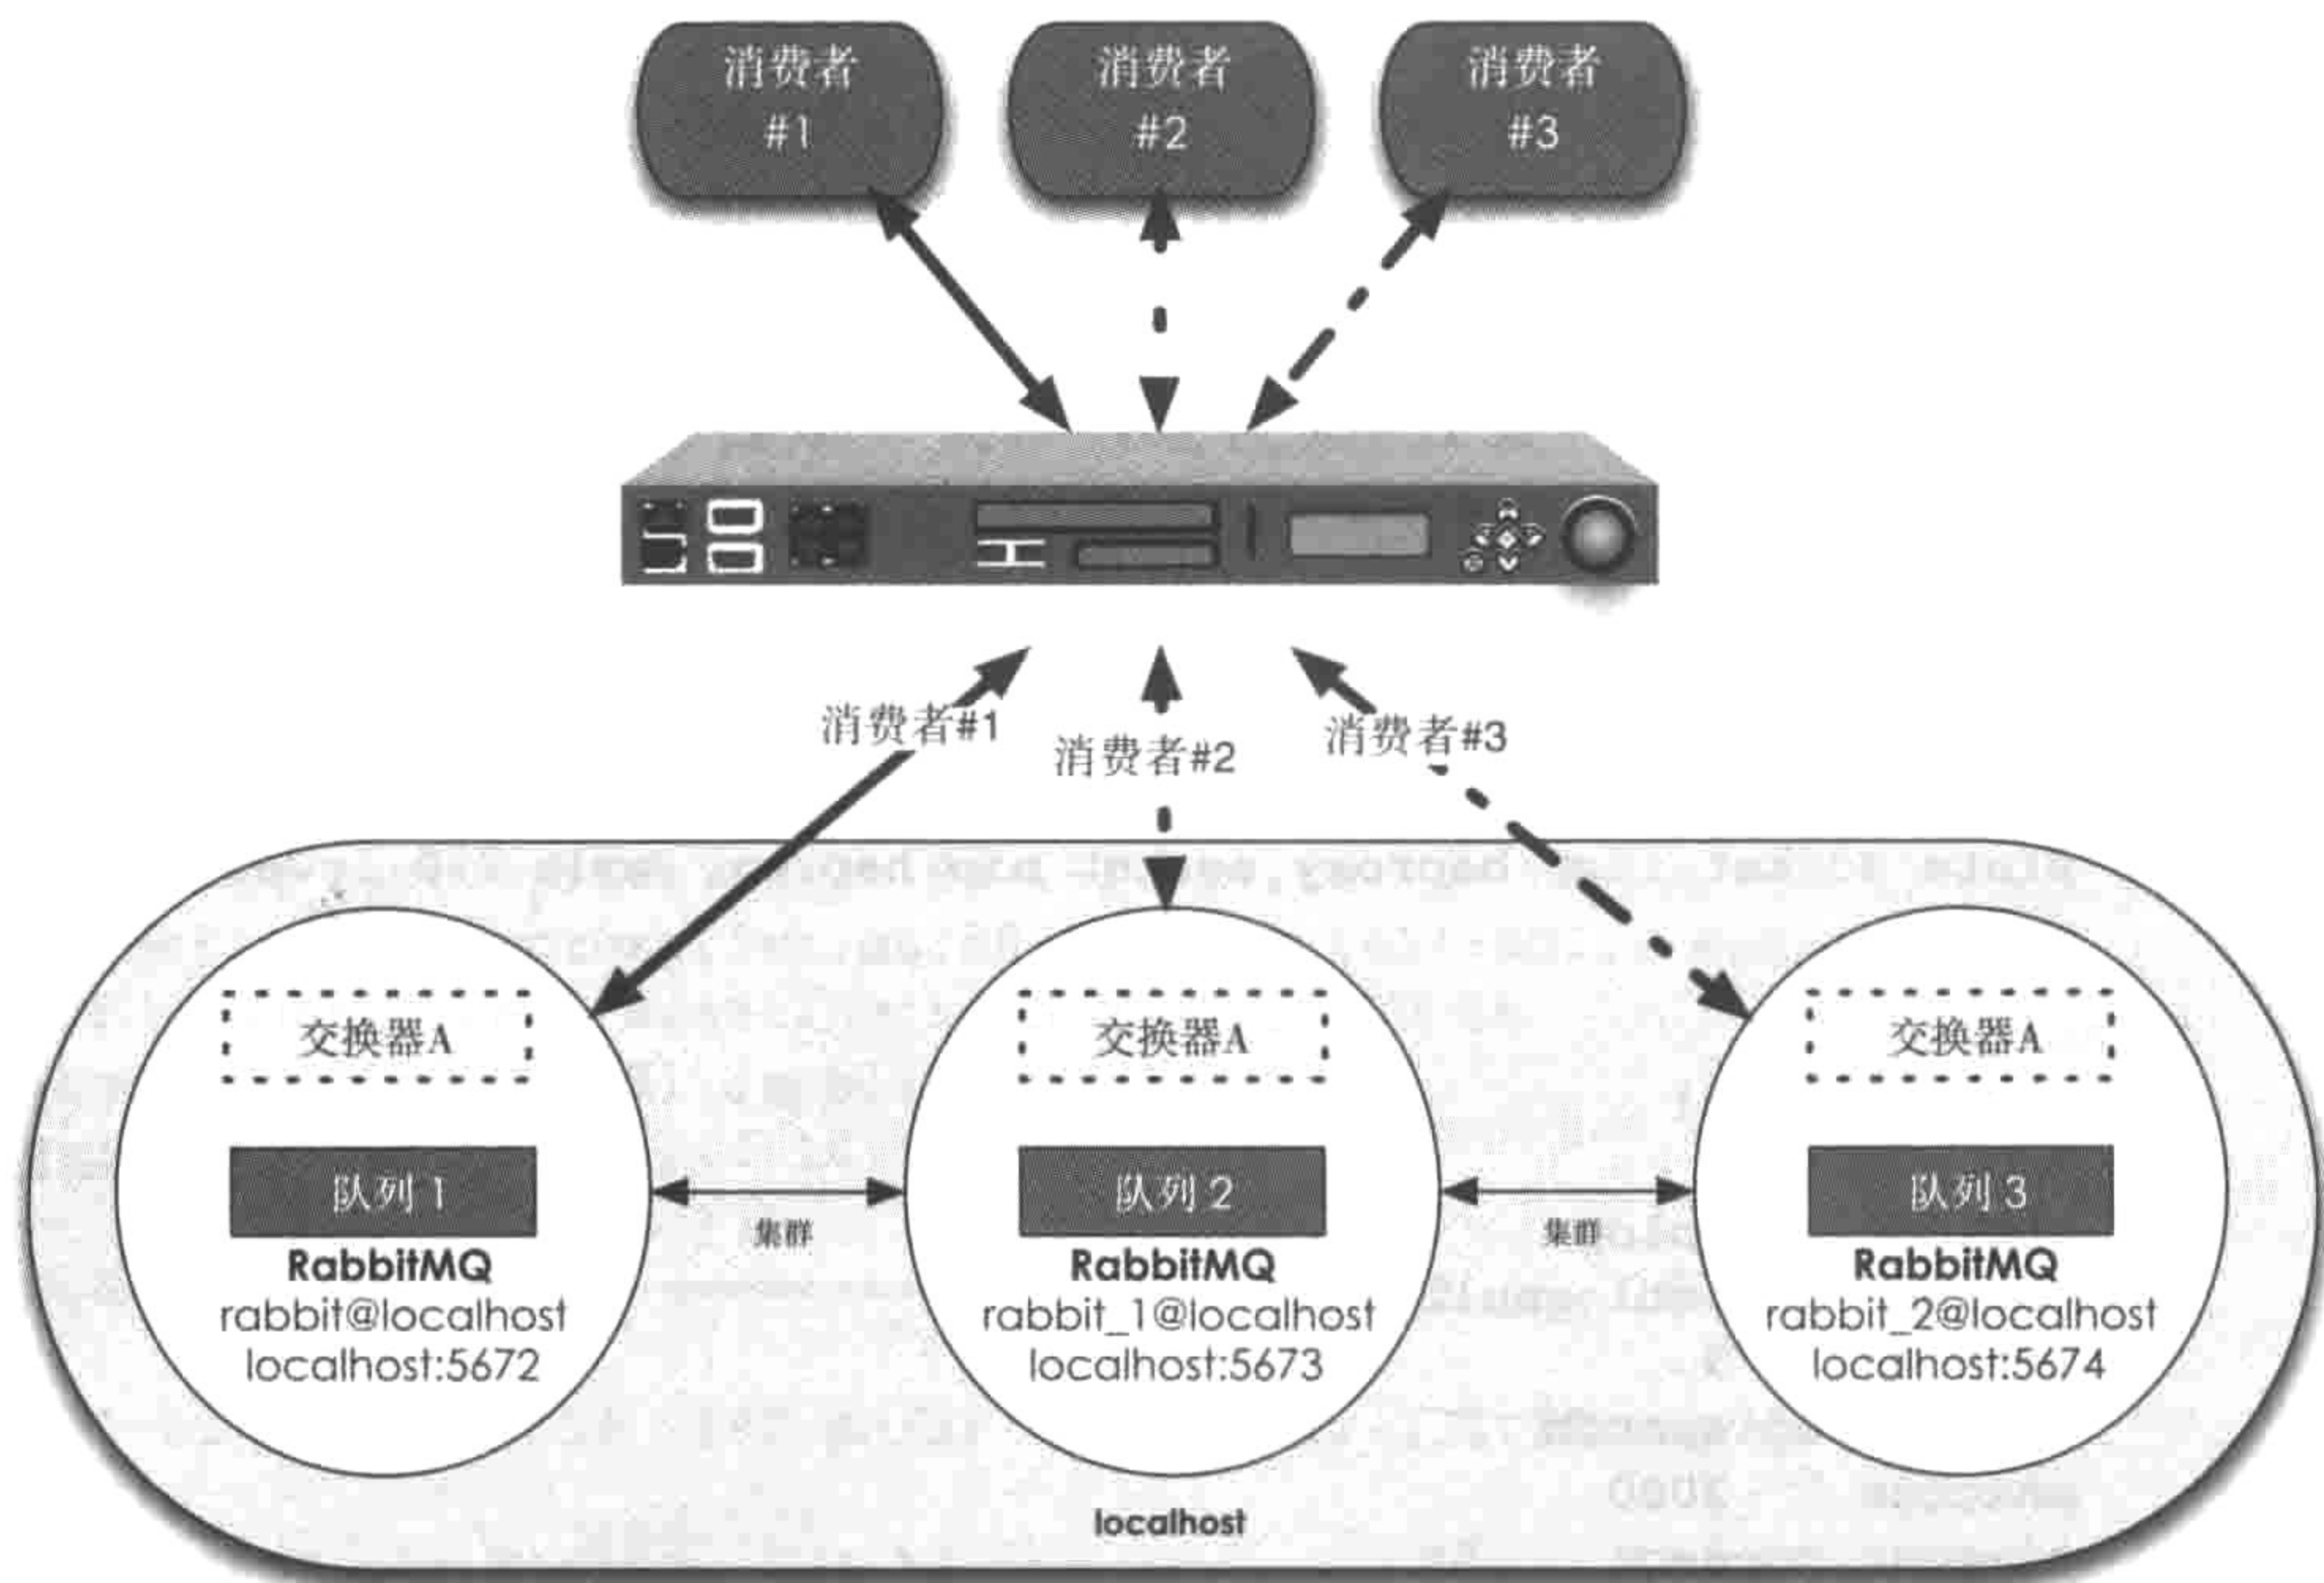 消费者
#1
消费者
#2
消费者
#3
消费者#1
消费者#2
消费者#3
交换器A
交换器A
交换器A
队列 1
队列 2
队列 3
集群
集群
RabbitMQ
rabbit@localhost
localhost:5672
RabbitMQ
rabbit_1@localhost
localhost:5673
RabbitMQ
rabbit_2@localhost
localhost:5674
localhost